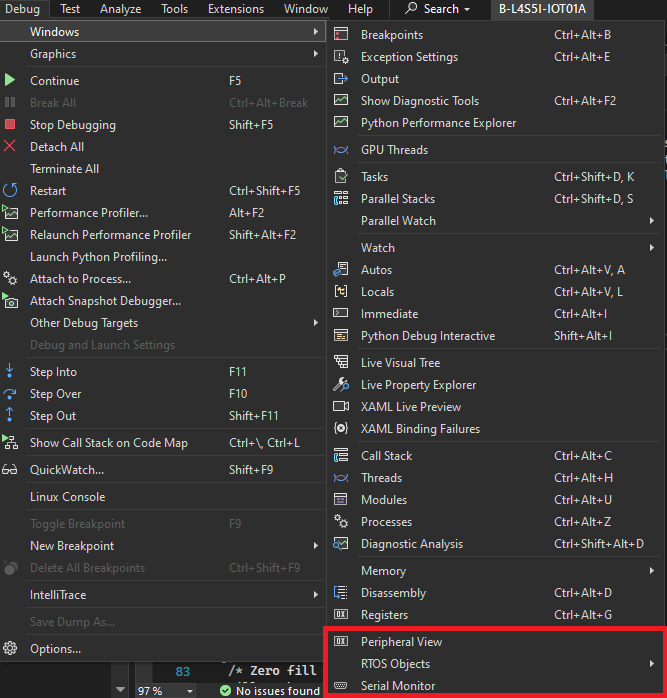 Debug Test Analyze Tools Extensions Window Help Search B-L4S5I-IOT01A
Windows
Graphics
Continue F5
Break All Ctrl+Alt+Break
Stop Debugging Shift+F5
Detach All
Terminate All
Restart Ctrl+Shift+F5
Performance Profiler... Alt+F2
Relaunch Performance Profiler Shift+Alt+F2
Launch Python Profiling...
Attach to Process... Ctrl+Alt+P
Attach Snapshot Debugger...
Other Debug Targets
Debug and Launch Settings
Step Into F11
Step Over F10
Step Out Shift+F11
Show Call Stack on Code Map Ctrl+\, Ctrl+L
QuickWatch... Shift+F9
Linux Console
Toggle Breakpoint F9
New Breakpoint
Delete All Breakpoints Ctrl+Shift+F9
IntelliTrace
Save Dump As...
Options...
Breakpoints Ctrl+Alt+B
Exception Settings Ctrl+Alt+E
Output
Show Diagnostic Tools Ctrl+Alt+F2
Python Performance Explorer
GPU Threads
Tasks Ctrl+Shift+D, K
Parallel Stacks Ctrl+Shift+D, S
Parallel Watch
Watch
Autos Ctrl+Alt+V, A
Locals Ctrl+Alt+V, L
Immediate Ctrl+Alt+I
Python Debug Interactive Shift+Alt+I
Live Visual Tree
Live Property Explorer
XAML Live Preview
XAML Binding Failures
Call Stack Ctrl+Alt+C
Threads Ctrl+Alt+H
Modules Ctrl+Alt+U
Processes Ctrl+Alt+Z
Diagnostic Analysis Ctrl+Shift+Alt+D
Memory
Disassembly Ctrl+Alt+D
Registers Ctrl+Alt+G
Peripheral View
RTOS Objects
Serial Monitor
83 /* Zero fill
97 % No issues found